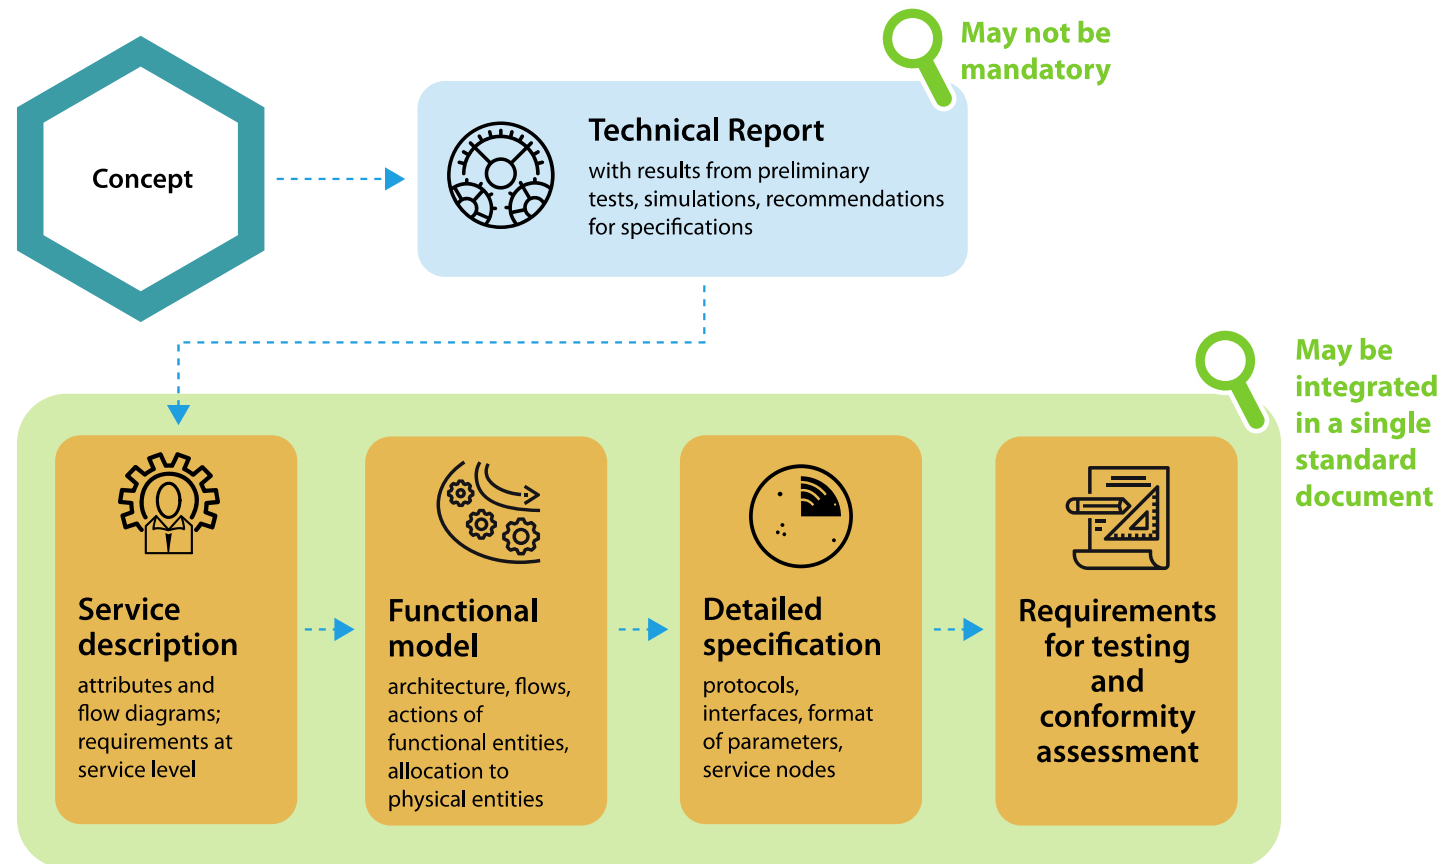 May not be
mandatory
Concept
Technical Report
with results from preliminary
tests, simulations, recommendations
for specifications
May be
integrated
in a single
standard
document
Service
description
attributes and
flow diagrams;
requirements at
service level
Functional
model
architecture, flows,
actions of
functional entities,
allocation to
physical entities
Detailed
specification
protocols,
interfaces, format
of parameters,
service nodes
Requirements
for testing
and
conformity
assessment